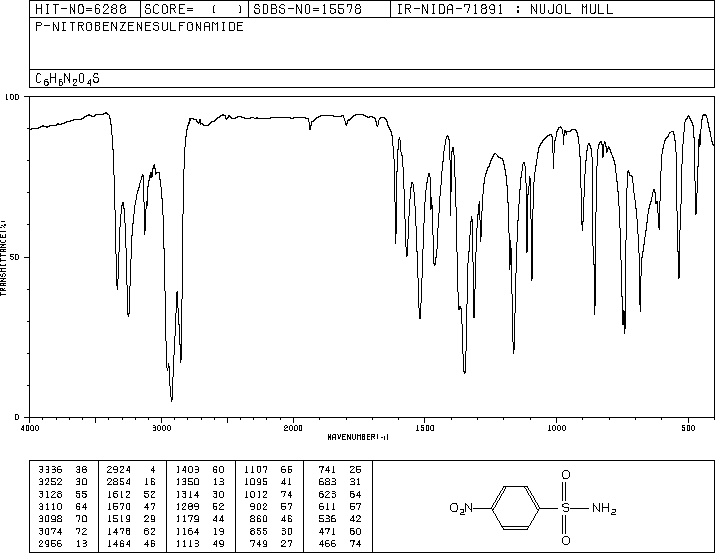 HIT-NO=6288 SCORE= ( ) SDBS-NO=15578 IR-NIDA-71891 : NUJOL MULL
P-NITROBENZENESULFONAMIDE
C6H6N2O4S
100
TRANSMITTANCE(%)
50
0
4000 3000 2000 1500 1000 500
WAVENUMBER(-1)
3336 38 2924 4 1403 60 1107 66 741 25
3252 30 2854 16 1350 13 1095 41 683 31
3128 55 1612 52 1314 30 1012 74 623 64
3110 64 1570 47 1289 52 902 57 611 57
3098 70 1519 29 1179 44 860 46 536 42
3074 72 1478 62 1164 19 855 30 471 60
2956 13 1464 46 1113 49 749 27 466 74
O
NO2 S NH2
O